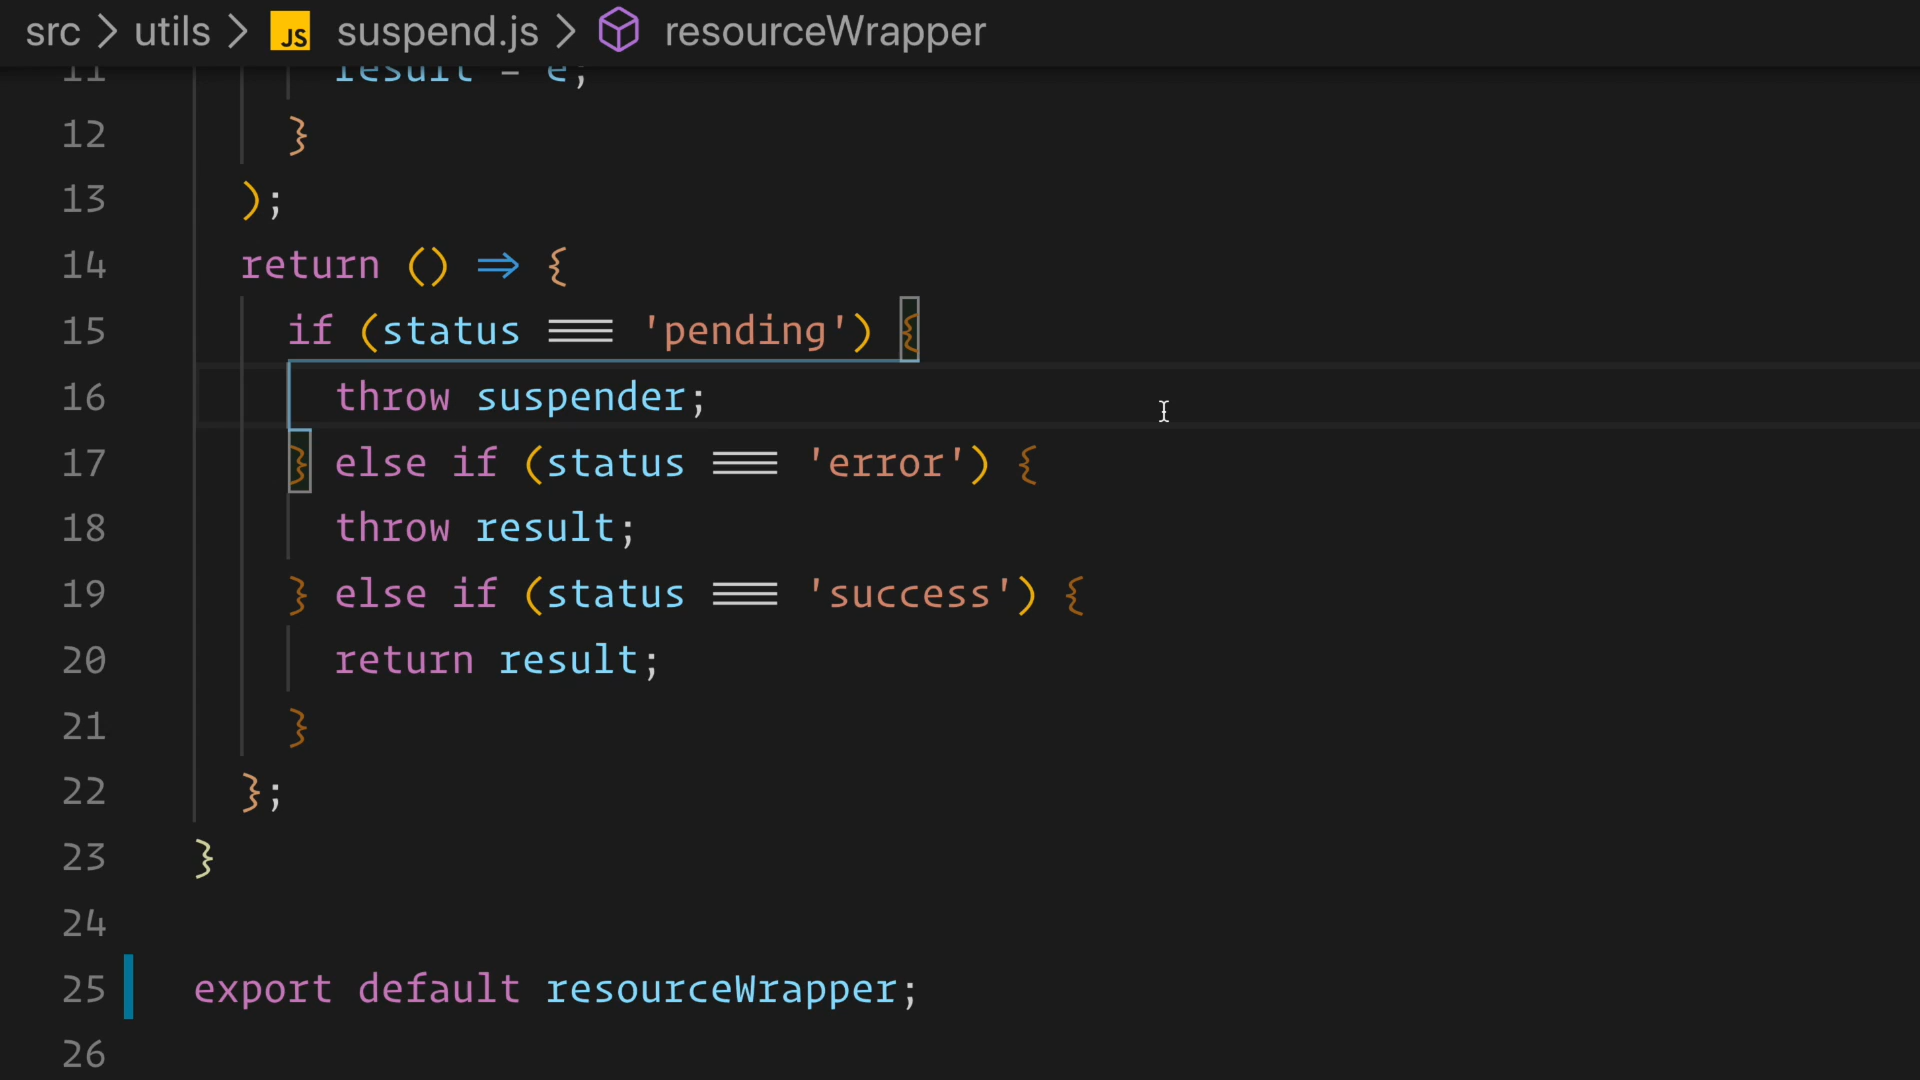 src > utils > JS suspend.js > resourceWrapper
11 result = e;
12 }
13 );
14 return () => {
15 if (status === 'pending') {
16 throw suspender;
17 } else if (status === 'error') {
18 throw result;
19 } else if (status === 'success') {
20 return result;
21 }
22 };
23 }
24
25 export default resourceWrapper;
26